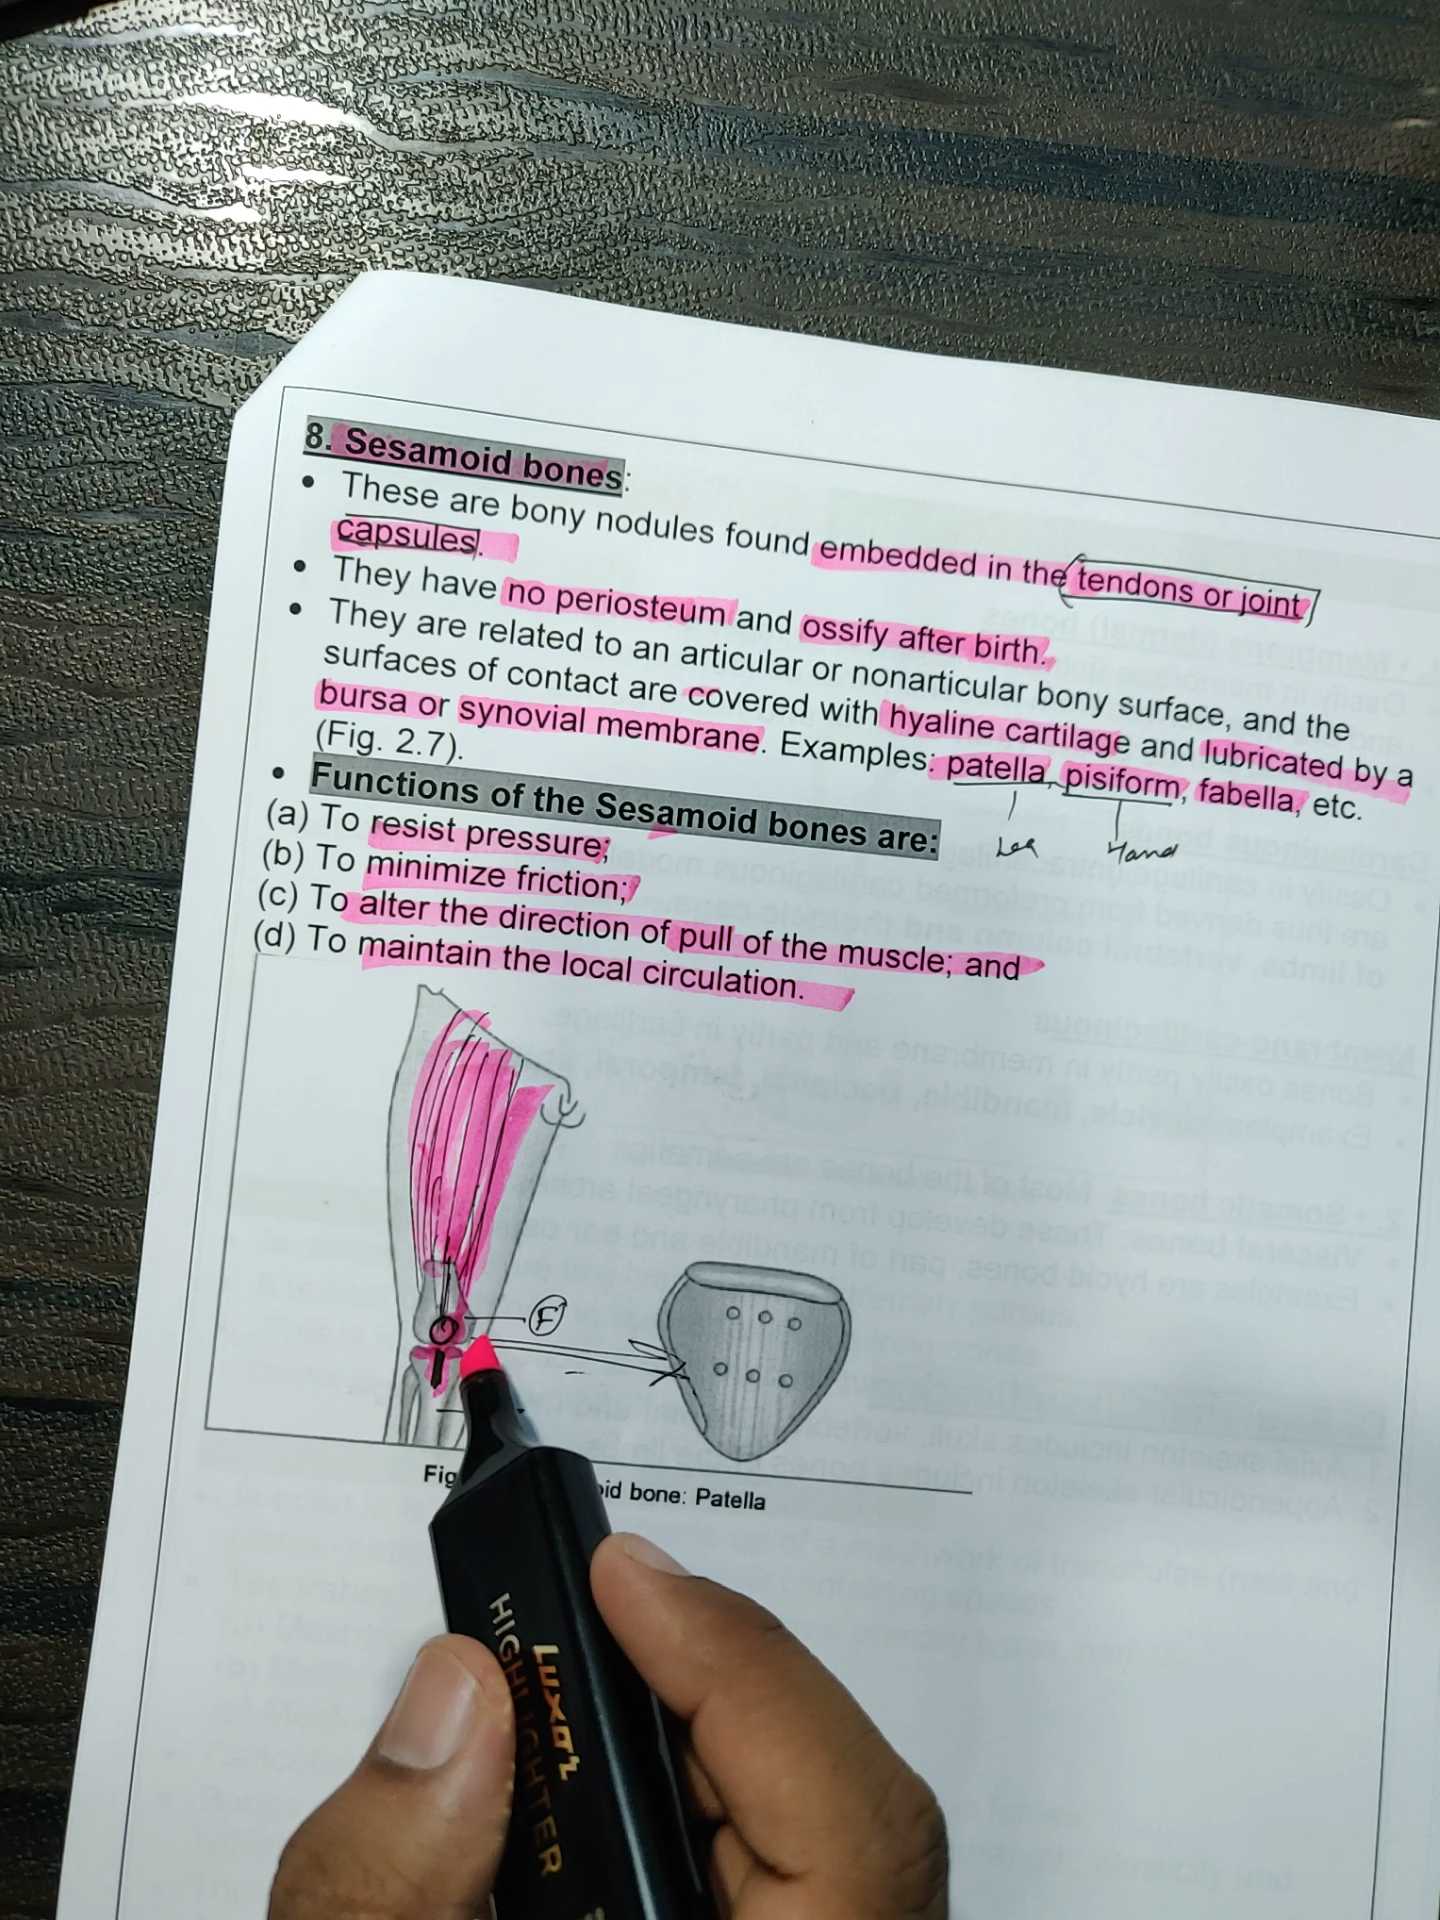 8. Sesamoid bones:
• These are bony nodules found embedded in the tendons or joint
capsules.
• They have no periosteum and ossify after birth.
• They are related to an articular or nonarticular bony surface, and the
surfaces of contact are covered with hyaline cartilage and lubricated by a
bursa or synovial membrane. Examples: patella, pisiform, fabella, etc.
(Fig. 2.7).
Leg Hand
• Functions of the Sesamoid bones are:
(a) To resist pressure;
(b) To minimize friction;
(c) To alter the direction of pull of the muscle; and
(d) To maintain the local circulation.
F
Fig oid bone: Patella
Luxor
HIGHLIGHTER